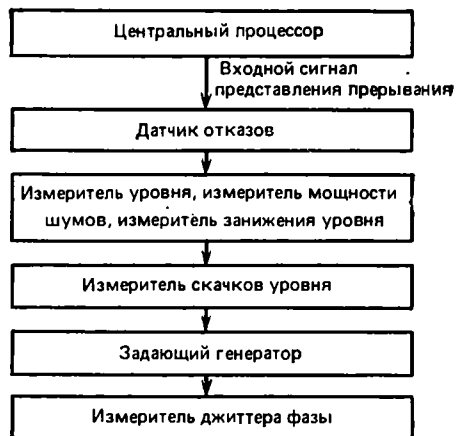 Центральный процессор
Входной сигнал
представления прерывания
Датчик отказов
Измеритель уровня, измеритель мощности
шумов, измеритель занижения уровня
Измеритель скачков уровня
Задающий генератор
Измеритель джиттера фазы